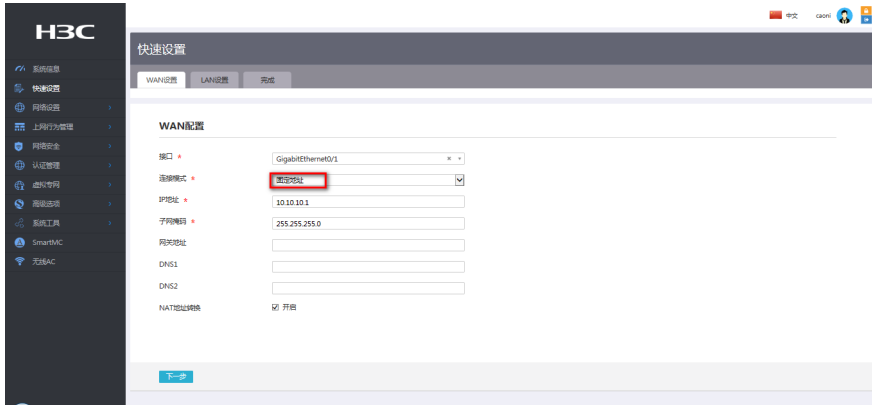 中文 caoni
H3C
快速设置
系统信息
快速设置
网络设置
上网行为管理
网络安全
认证管理
虚拟专网
高级选项
系统工具
SmartMC
无线AC
WAN设置 LAN设置 完成
WAN配置
接口 * GigabitEthernet0/1 × 
连接模式 * 固定地址
IP地址 * 10.10.10.1
子网掩码 * 255.255.255.0
网关地址
DNS1
DNS2
NAT地址转换 开启
下一步